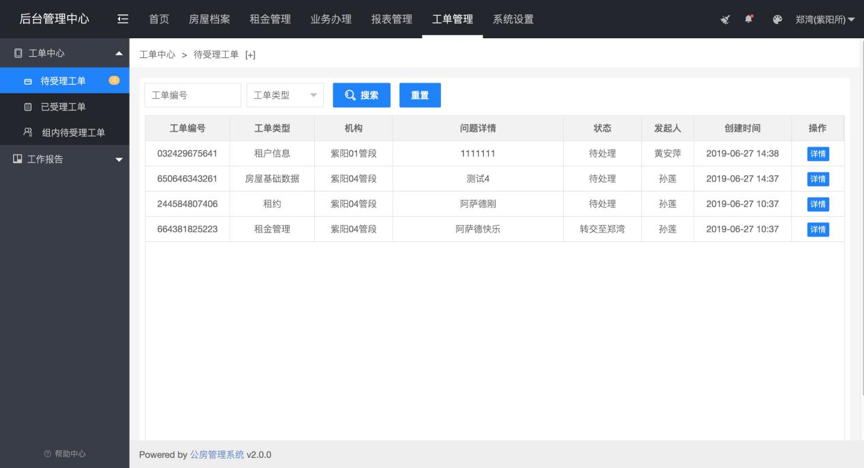 后台管理中心 首页 房屋档案 租金管理 业务办理 报表管理 工单管理 系统设置 郑湾(紫阳所)
工单中心
待受理工单
已受理工单
组内待受理工单
工作报告
帮助中心
工单中心 > 待受理工单 [+]
工单编号 工单类型 搜索 重置
工单编号 工单类型 机构 问题详情 状态 发起人 创建时间 操作
032429675641 租户信息 紫阳01管段 1111111 待处理 黄安萍 2019-06-27 14:38 详情
650646343261 房屋基础数据 紫阳04管段 测试4 待处理 孙莲 2019-06-27 14:37 详情
244584807406 租约 紫阳04管段 阿萨德刚 待处理 孙莲 2019-06-27 10:37 详情
664381825223 租金管理 紫阳04管段 阿萨德快乐 转交至郑湾 孙莲 2019-06-27 10:37 详情
Powered by 公房管理系统 v2.0.0